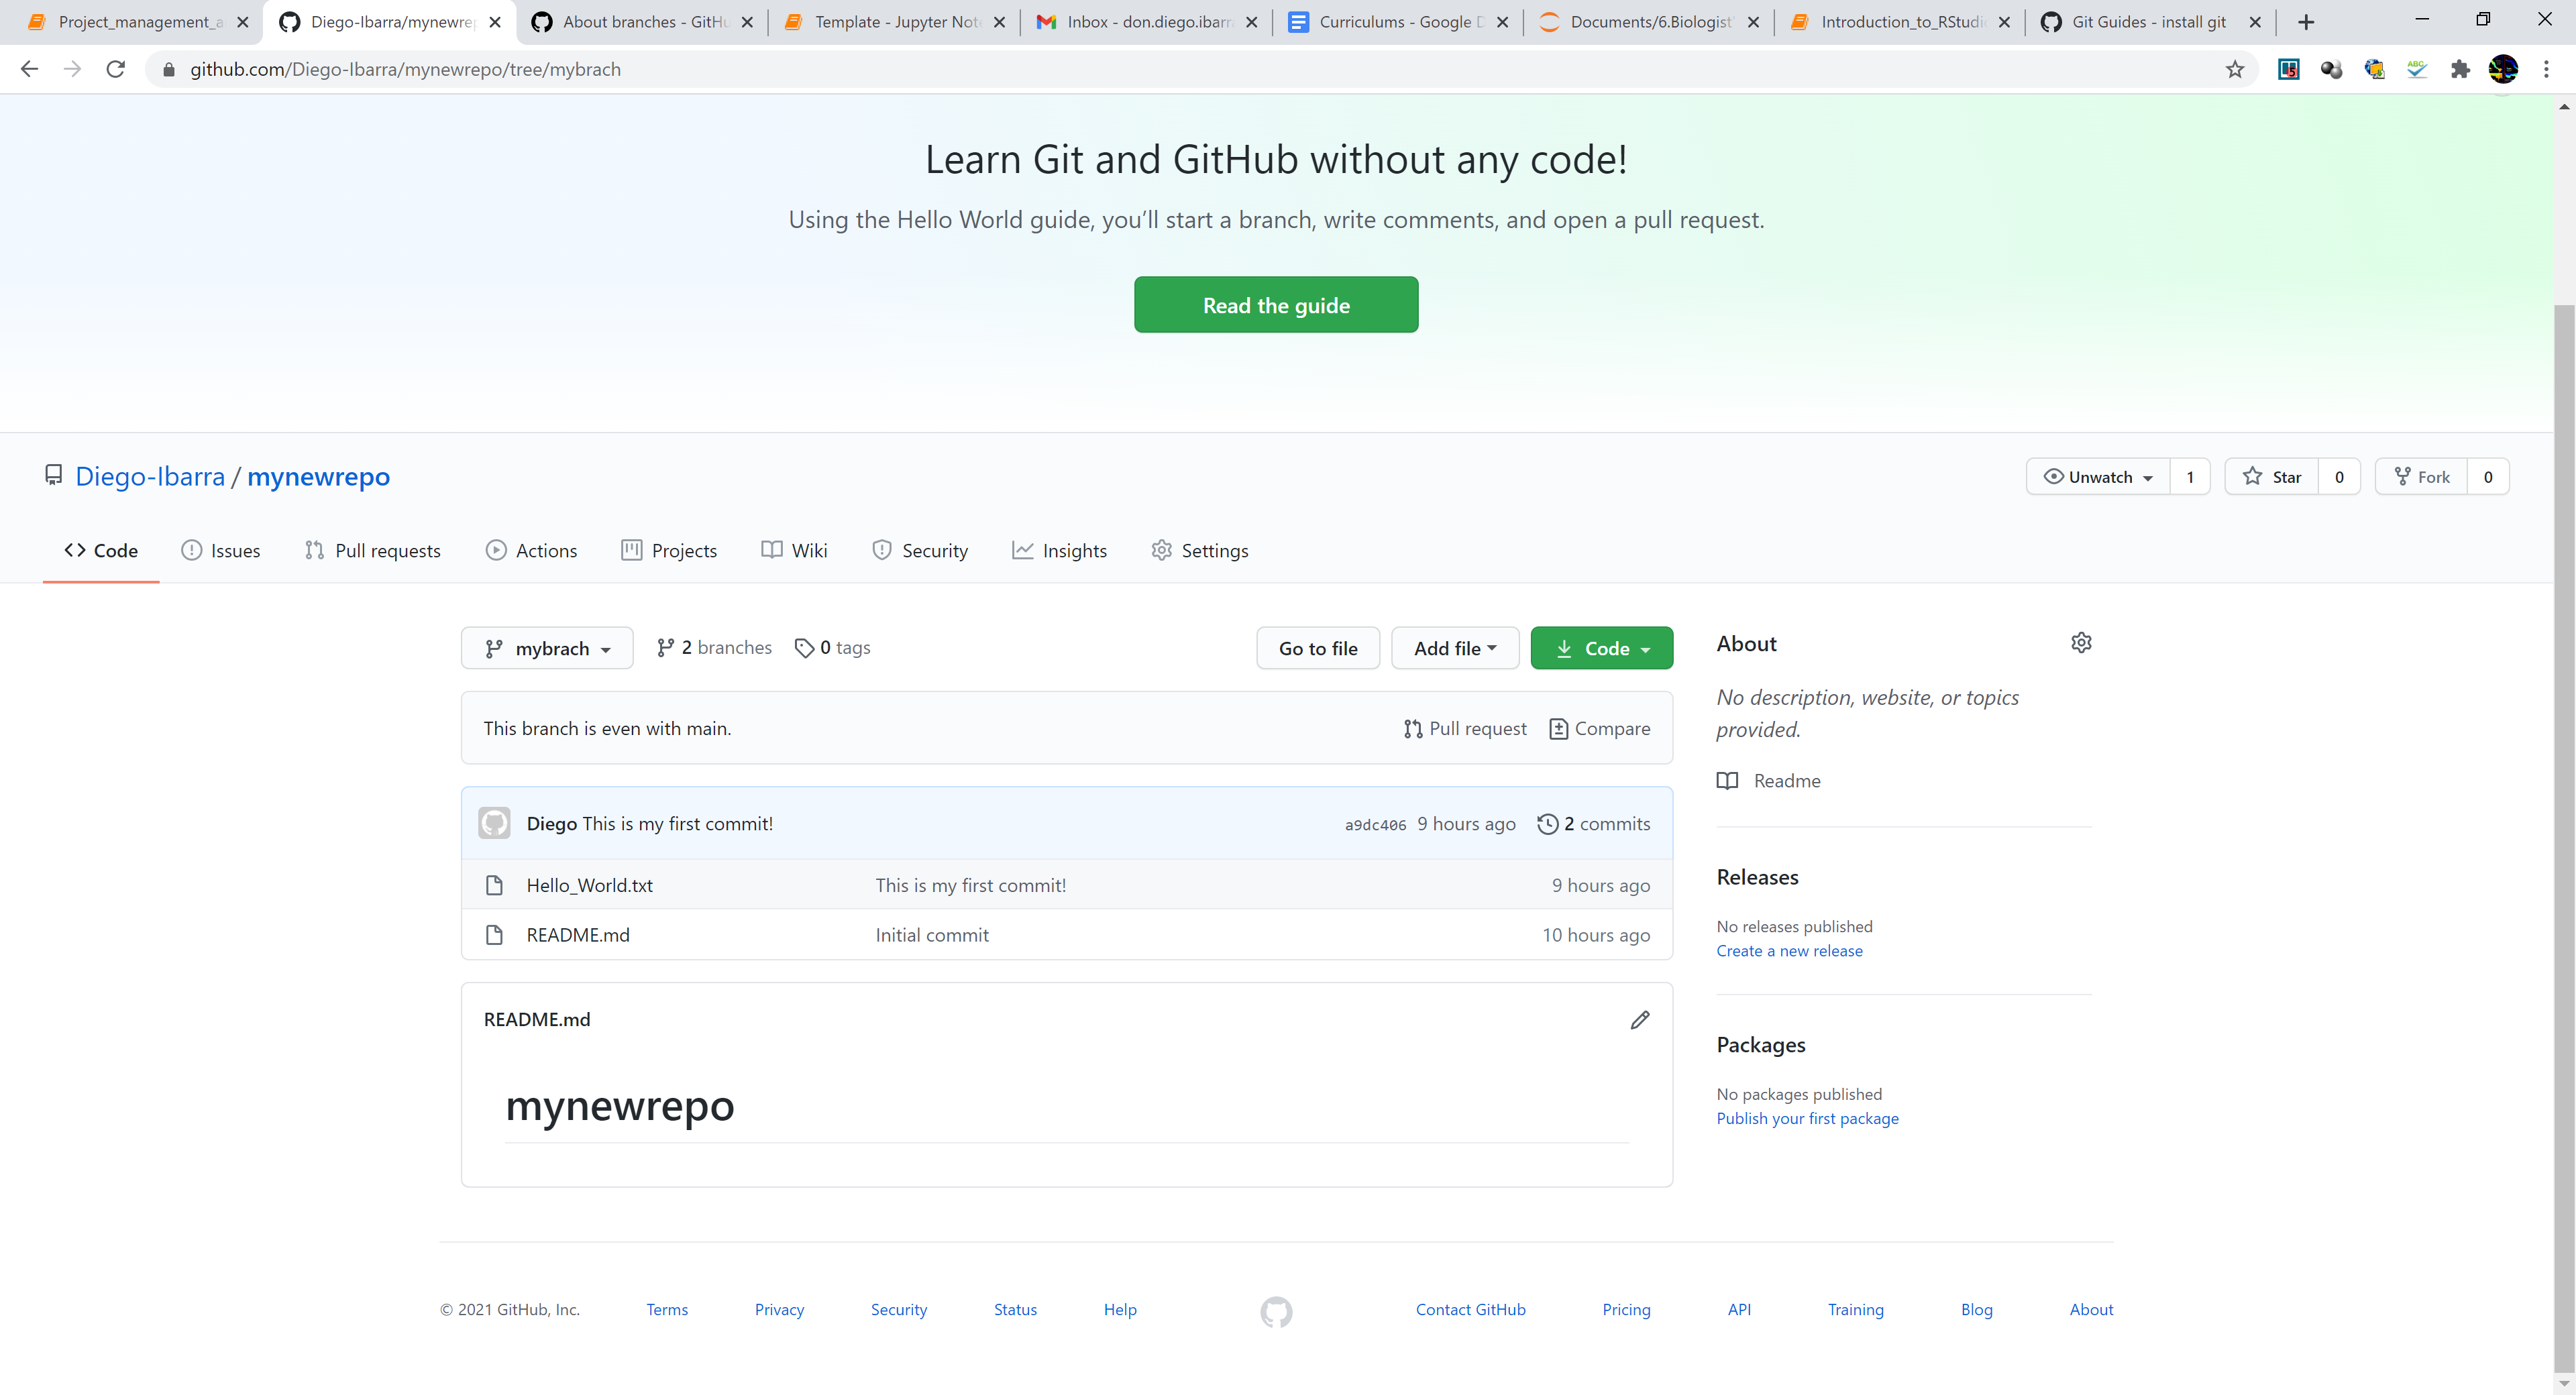 Project_management_a
Diego-Ibarra/mynewrep
About branches - GitHu
Template - Jupyter Note
Inbox - don.diego.ibarra
Curriculums - Google D
Documents/6.Biologist
Introduction_to_RStudi
Git Guides - install git
github.com/Diego-Ibarra/mynewrepo/tree/mybrach
5
ABC
Learn Git and GitHub without any code!
Using the Hello World guide, you’ll start a branch, write comments, and open a pull request.
Read the guide
Diego-Ibarra / mynewrepo
Unwatch 1
Star 0
Fork 0
Code Issues Pull requests Actions Projects Wiki Security Insights Settings
mybrach 2 branches 0 tags
Go to file Add file Code
This branch is even with main.
Pull request Compare
Diego This is my first commit! a9dc406 9 hours ago 2 commits
Hello_World.txt This is my first commit! 9 hours ago
README.md Initial commit 10 hours ago
README.md
mynewrepo
About
No description, website, or topics
provided.
Readme
Releases
No releases published
Create a new release
Packages
No packages published
Publish your first package
© 2021 GitHub, Inc. Terms Privacy Security Status Help Contact GitHub Pricing API Training Blog About